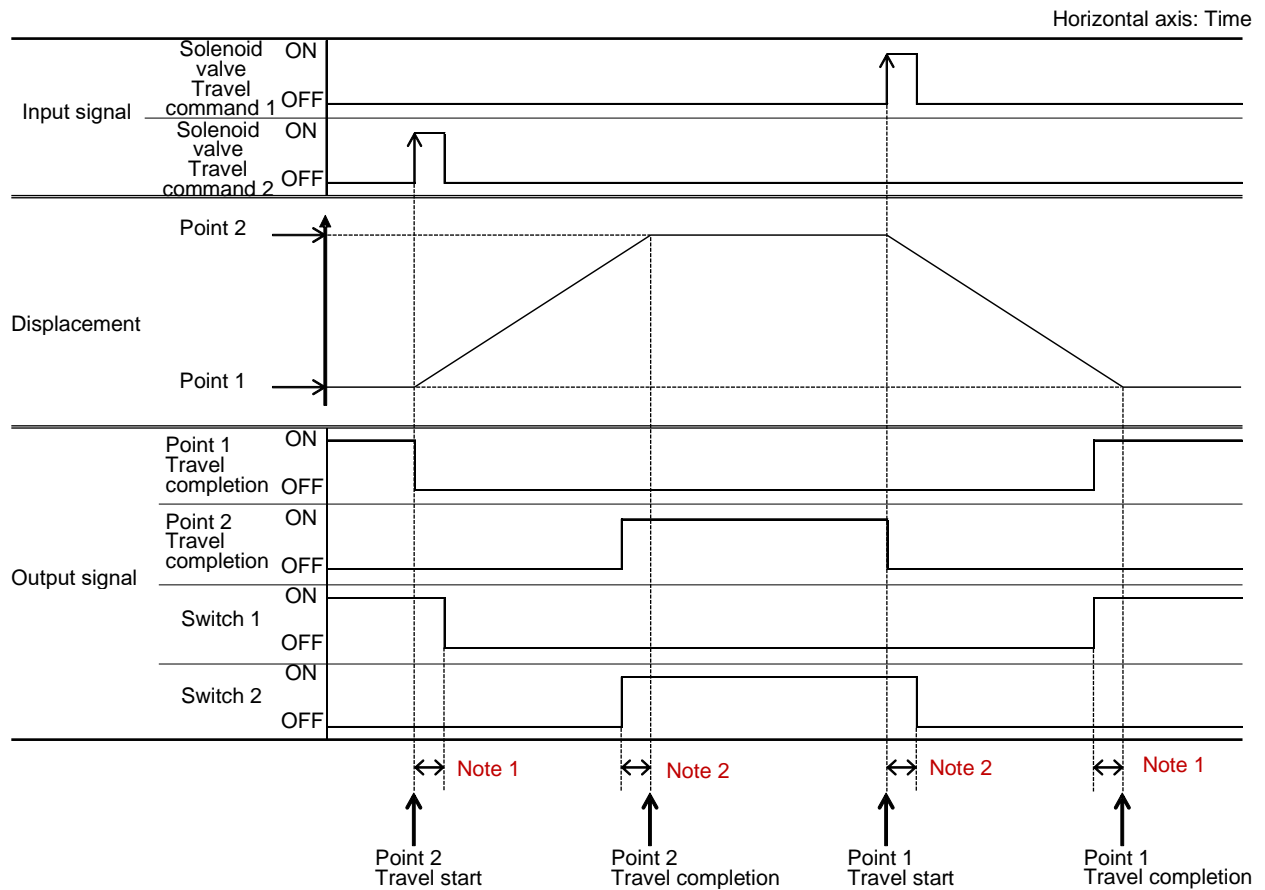 Horizontal axis: Time
Input signal
Solenoid
valve
Travel
command 1
ON
OFF
Solenoid
valve
Travel
command 2
ON
OFF
Displacement
Point 2
Point 1
Output signal
Point 1
Travel
completion
ON
OFF
Point 2
Travel
completion
ON
OFF
Switch 1
ON
OFF
Switch 2
ON
OFF
Note 1
Note 2
Note 2
Note 1
Point 2
Travel start
Point 2
Travel completion
Point 1
Travel start
Point 1
Travel completion